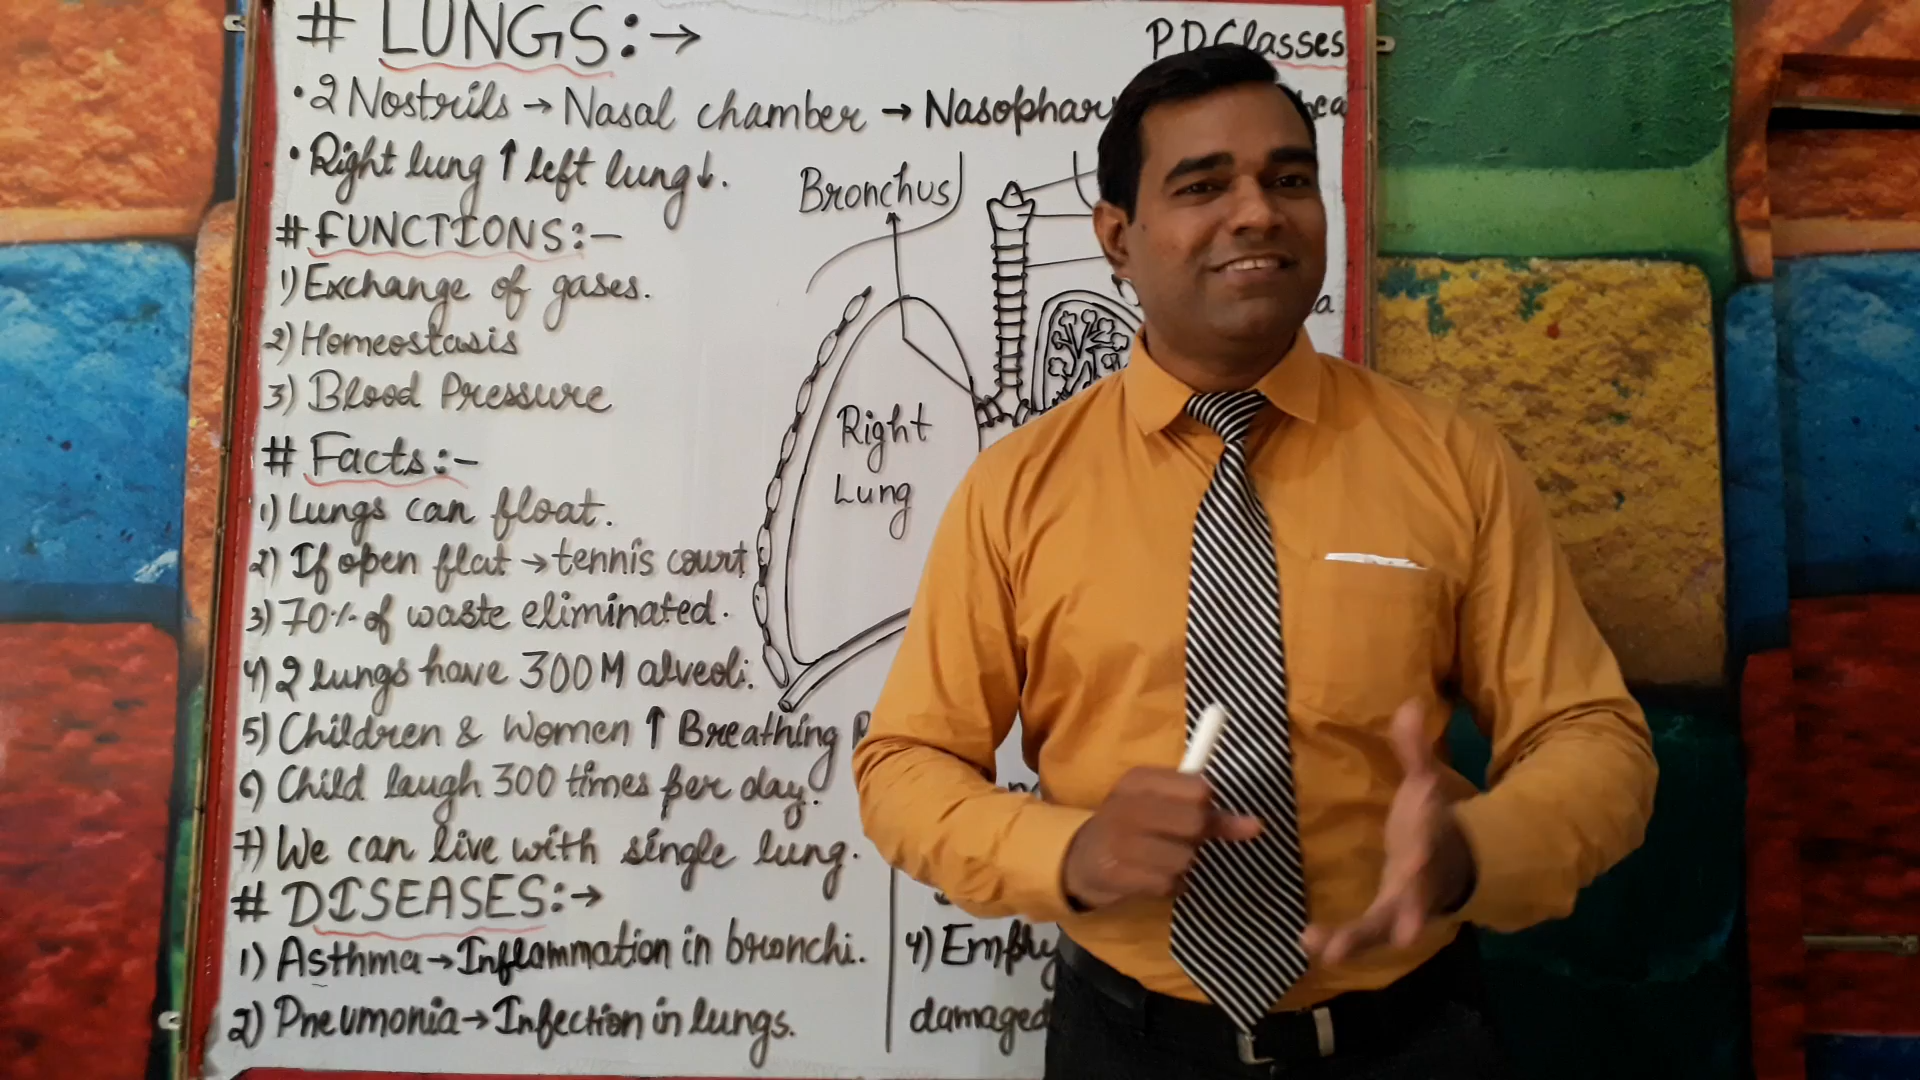 # LUNGS:→
PD Classes
• 2 Nostrils → Nasal chamber → Nasophar
• Right lung ↑ left lung ↓.
Bronchus
# FUNCTIONS:-
1) Exchange of gases.
2) Homeostasis
3) Blood Pressure
Right
Lung
# Facts:-
1) Lungs can float.
2) If open flat → tennis court
3) 70% of waste eliminated.
4) 2 lungs have 300M alveoli.
5) Children & Women ↑ Breathing
6) Child laugh 300 times per day.
7) We can live with single lung.
# DISEASES:→
1) Asthma → Inflammation in bronchi.
2) Pneumonia → Infection in lungs.
4) Emphy
damaged